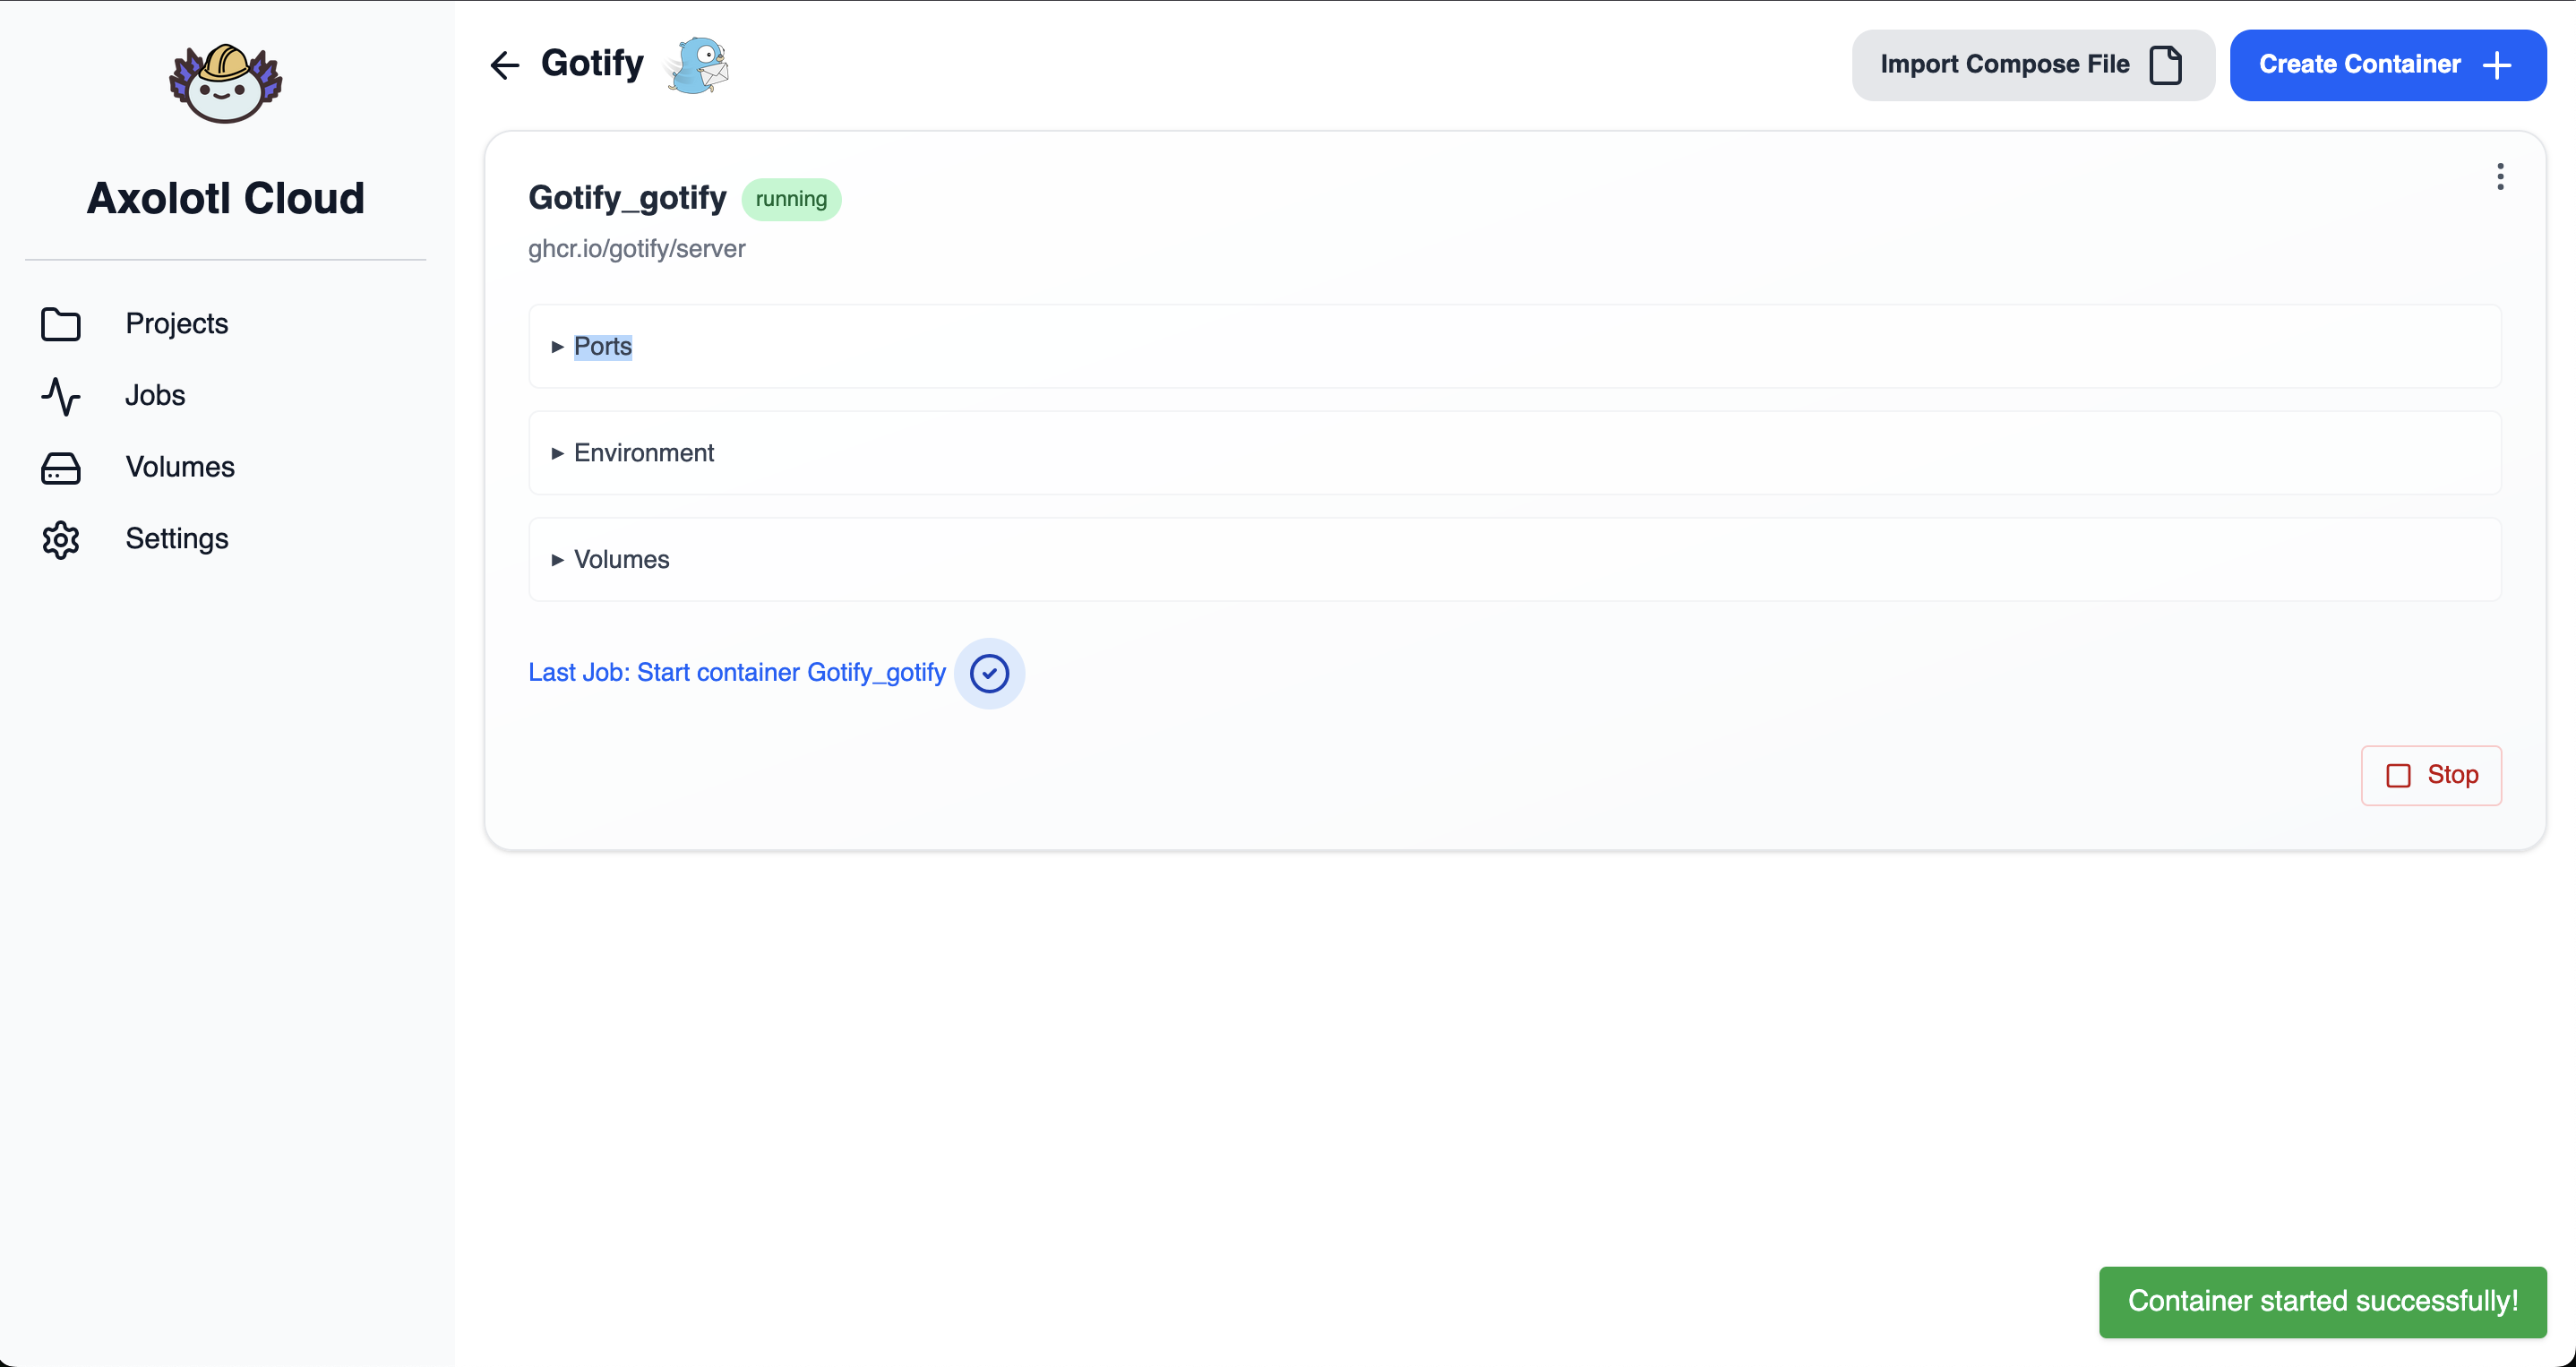 Axolotl Cloud
Projects
Jobs
Volumes
Settings
Gotify
Import Compose File
Create Container
Gotify_gotify running
ghcr.io/gotify/server
Ports
Environment
Volumes
Last Job: Start container Gotify_gotify
Stop
Container started successfully!